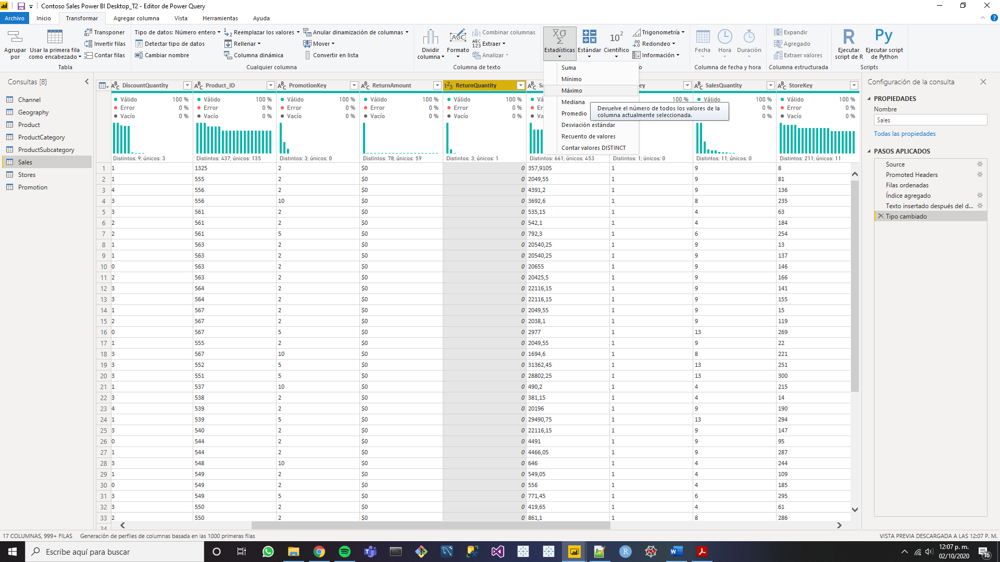 Contoso Sales Power BI Desktop_T2 - Editor de Power Query
Archivo Inicio Transformar Agregar columna Vista Herramientas Ayuda
Agrupar por
Usar la primera fila como encabezado
Transponer
Invertir filas
Contar filas
Tabla
Tipo de datos: Número entero
Detectar tipo de datos
Cambiar nombre
Reemplazar los valores
Rellenar
Columna dinámica
Anular dinamización de columnas
Mover
Convertir en lista
Cualquier columna
Dividir columna
Formato
Combinar columnas
Extraer
Analizar
Columna de texto
Estadísticas
Estándar
Científico
Trigonometría
Redondeo
Información
Fecha
Hora
Duración
Columna de fecha y hora
Expandir
Agregado
Extraer valores
Columna estructurada
Ejecutar script de R
Ejecutar script de Python
Scripts
Suma
Mínimo
Máximo
Mediana
Promedio
Desviación estándar
Recuento de valores
Contar valores DISTINCT
Devuelve el número de todos los valores de la
columna actualmente seleccionada.
Consultas [8]
Channel
Geography
Product
ProductCategory
ProductSubcategory
Sales
Stores
Promotion
DiscountQuantity Product_ID PromotionKey ReturnAmount ReturnQuantity Sa ey SalesQuantity StoreKey
Válido 100 % Válido 100 % Válido 100 % Válido 100 % Válido 100 % Vá 100 % Válido 100 % Válido 100 %
Error 0 % Error 0 % Error 0 % Error 0 % Error 0 % Er 0 % Error 0 %
Vacío 0 % Vacío 0 % Vacío 0 % Vacío 0 % Vacío 0 % Va 0 % Vacío 0 %
Distintos: 9; únicos: 3 Distintos: 437; únicos: 135 Distintos: 3; únicos: 0 Distintos: 78; únicos: 59 Distintos: 3; únicos: 1 Distintos: 661; únicos: 453 Distintos: 1; únicos: 0 Distintos: 11; únicos: 0 Distintos: 211; únicos: 11
1 1 1325 2 $0 0 357,9105 1 9 8
2 1 555 2 $0 0 2049,55 1 9 81
3 4 556 2 $0 0 4391,2 1 9 136
4 3 556 10 $0 0 3692,6 1 8 235
5 3 561 2 $0 0 535,15 1 4 63
6 2 561 2 $0 0 542,1 1 4 184
7 2 561 5 $0 0 792,3 1 6 254
8 1 563 2 $0 0 20540,25 1 9 13
9 1 563 2 $0 0 20540,25 1 9 137
10 0 563 2 $0 0 20655 1 9 146
11 2 563 2 $0 0 20425,5 1 9 166
12 3 564 2 $0 0 22116,15 1 9 141
13 3 564 2 $0 0 22116,15 1 9 155
14 1 567 2 $0 0 2049,55 1 9 15
15 2 567 2 $0 0 2038,1 1 9 119
16 0 567 5 $0 0 2977 1 13 269
17 1 555 2 $0 0 2049,55 1 9 22
18 3 567 10 $0 0 1694,6 1 8 221
19 3 552 5 $0 0 31362,45 1 13 251
20 3 551 5 $0 0 28802,25 1 13 300
21 1 537 10 $0 0 490,2 1 4 215
22 3 538 2 $0 0 381,15 1 4 14
23 4 539 2 $0 0 20196 1 9 190
24 1 539 5 $0 0 29490,75 1 13 294
25 3 540 2 $0 0 22116,15 1 9 147
26 0 544 2 $0 0 4491 1 9 95
27 1 544 2 $0 0 4466,05 1 9 287
28 3 548 10 $0 0 646 1 4 244
29 1 549 2 $0 0 549,05 1 4 109
30 0 549 2 $0 0 556 1 4 185
31 3 549 5 $0 0 771,45 1 6 295
32 3 550 2 $0 0 419,65 1 4 61
33 2 550 2 $0 0 861,1 1 8 286
34
Configuración de la consulta
PROPIEDADES
Nombre
Sales
Todas las propiedades
PASOS APLICADOS
Source
Promoted Headers
Filas ordenadas
Índice agregado
Texto insertado después del d...
Tipo cambiado
17 COLUMNS, 999+ FILAS Generación de perfiles de columnas basada en las 1000 primeras filas
VISTA PREVIA DESCARGADA A LAS 12:07 P. M.
Escribe aquí para buscar
12:07 p. m.
02/10/2020
16